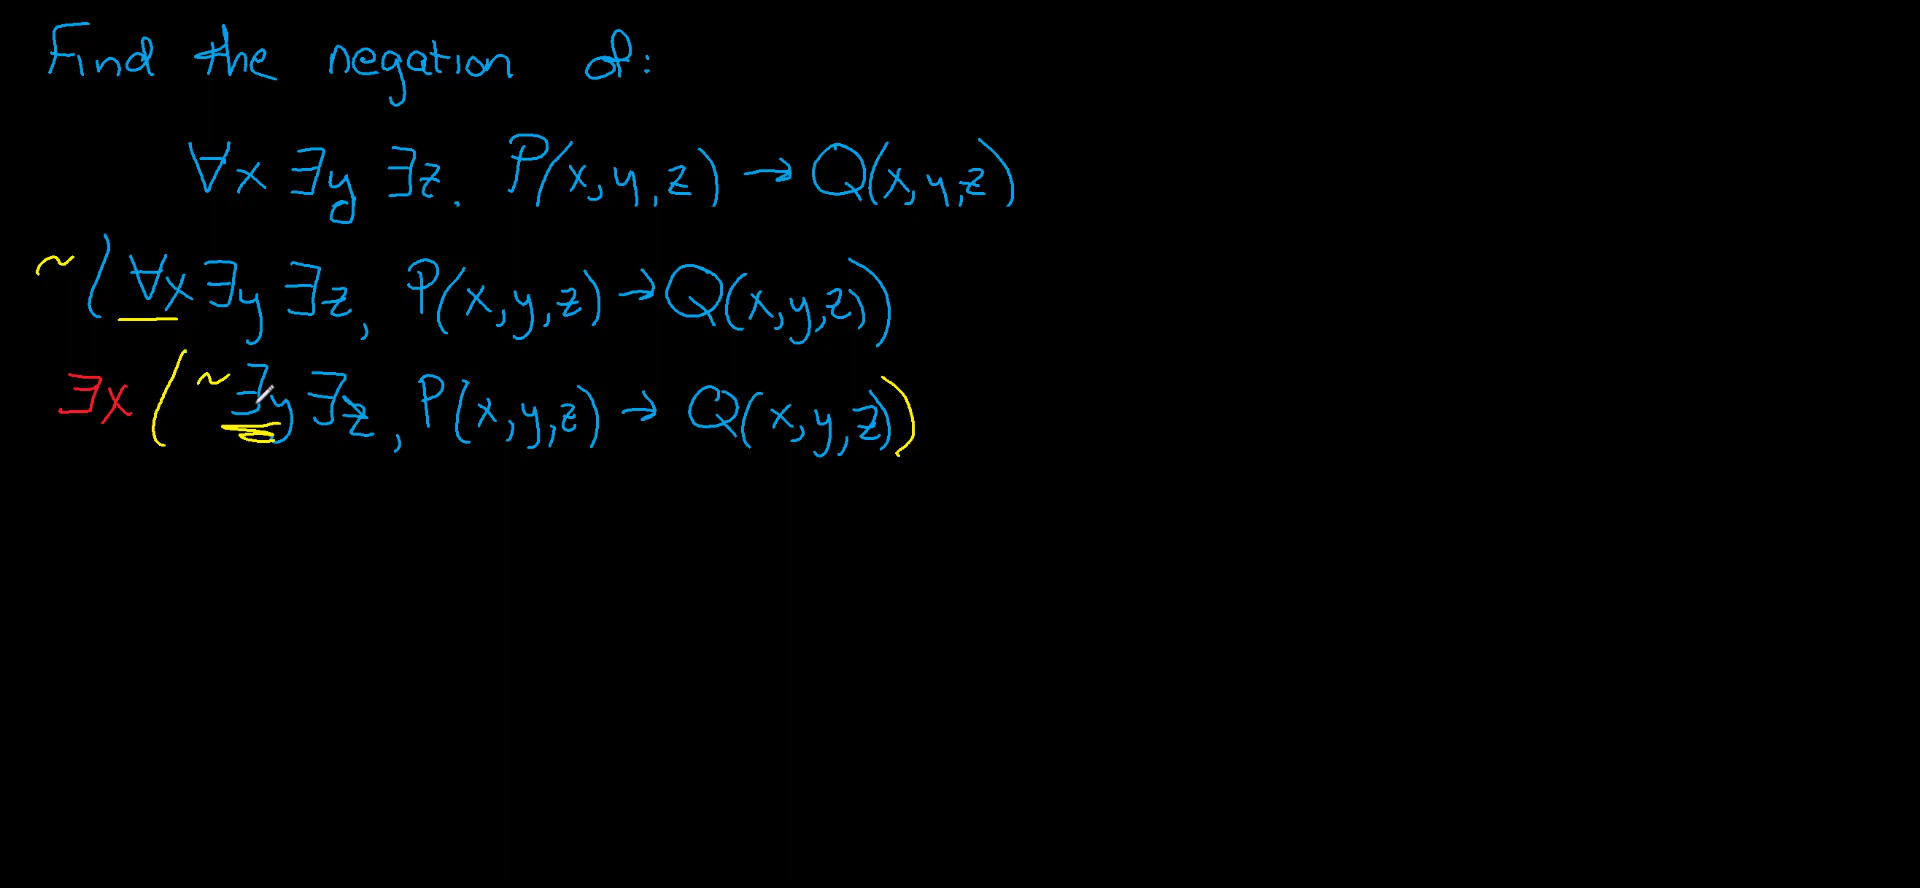 Find the negation of:
∀x ∃y ∃z. P(x,y,z) → Q(x,y,z)
~(∀x ∃y ∃z, P(x,y,z) → Q(x,y,z))
∃x (~∃y ∃z, P(x,y,z) → Q(x,y,z))